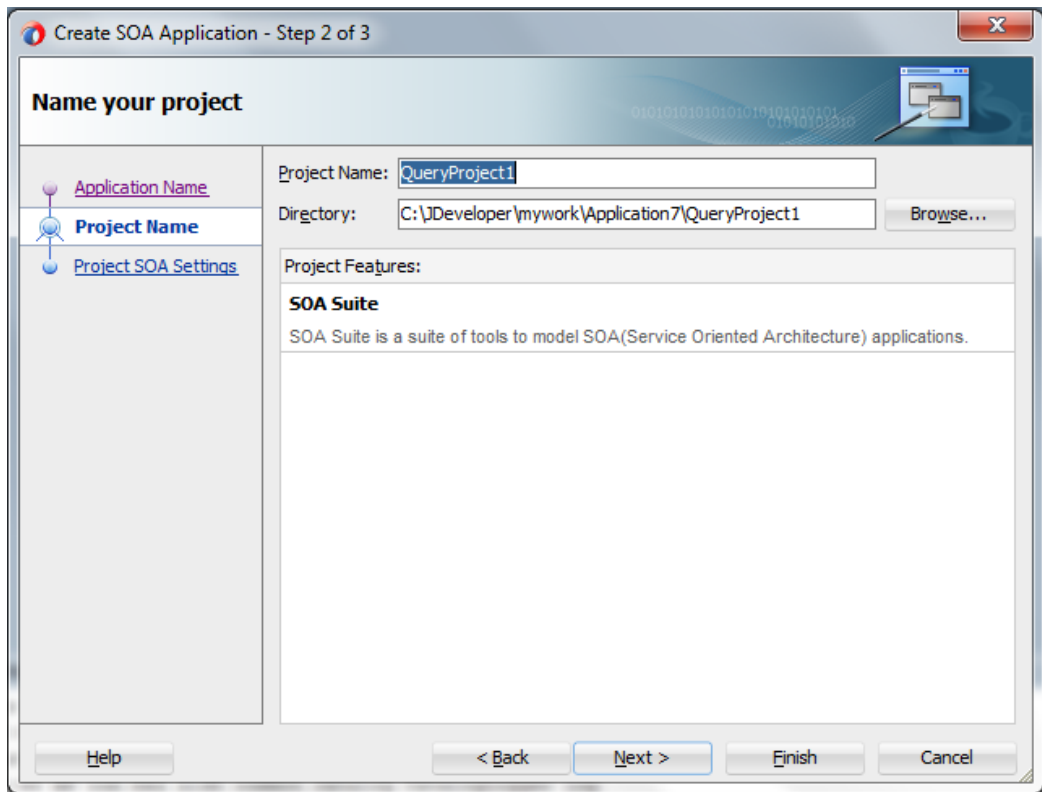 Create SOA Application - Step 2 of 3
Name your project
Application Name
Project Name
Project SOA Settings
Project Name: QueryProject1
Directory: C:\JDeveloper\mywork\Application7\QueryProject1 Browse...
Project Features:
SOA Suite
SOA Suite is a suite of tools to model SOA(Service Oriented Architecture) applications.
Help < Back Next > Finish Cancel